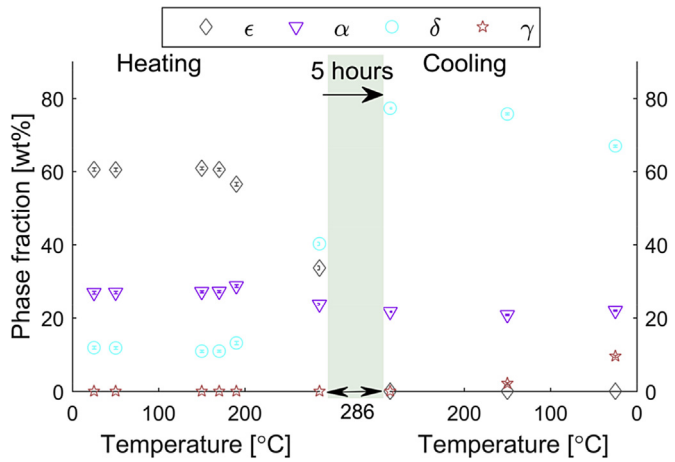 ϵ α δ γ
Heating 5 hours Cooling
80 80
60 60
40 40
20 20
0 0
0 100 200 286 200 100 0
Temperature [°C] Temperature [°C]
Phase fraction [wt%]